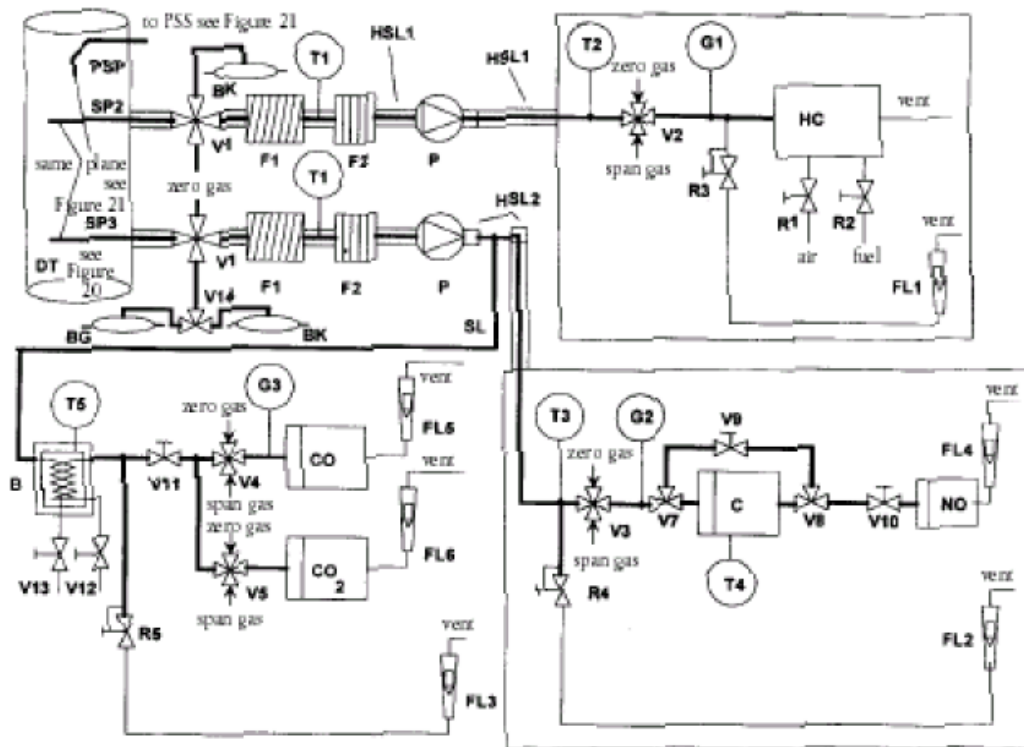 to PSS see Figure 21
PSP
BK
T1
HSL1
HSL1
T2
G1
zero gas
vent
SP2
V1
F1
F2
P
V2
HC
same plane
see
Figure 21
zero gas
T1
span gas
R3
R1
R2
air
fuel
vent
HSL2
SP3
see
Figure
20
DT
V1
F1
F2
P
FL1
V14
BG
BK
SL
T5
zero gas
G3
vent
FL5
B
V11
V4
CO
span gas
zero gas
vent
FL6
V13
V12
V5
CO
2
span gas
R5
vent
FL3
T3
G2
V9
vent
FL4
zero gas
V3
V7
C
V8
V10
NO
span gas
R4
T4
vent
FL2